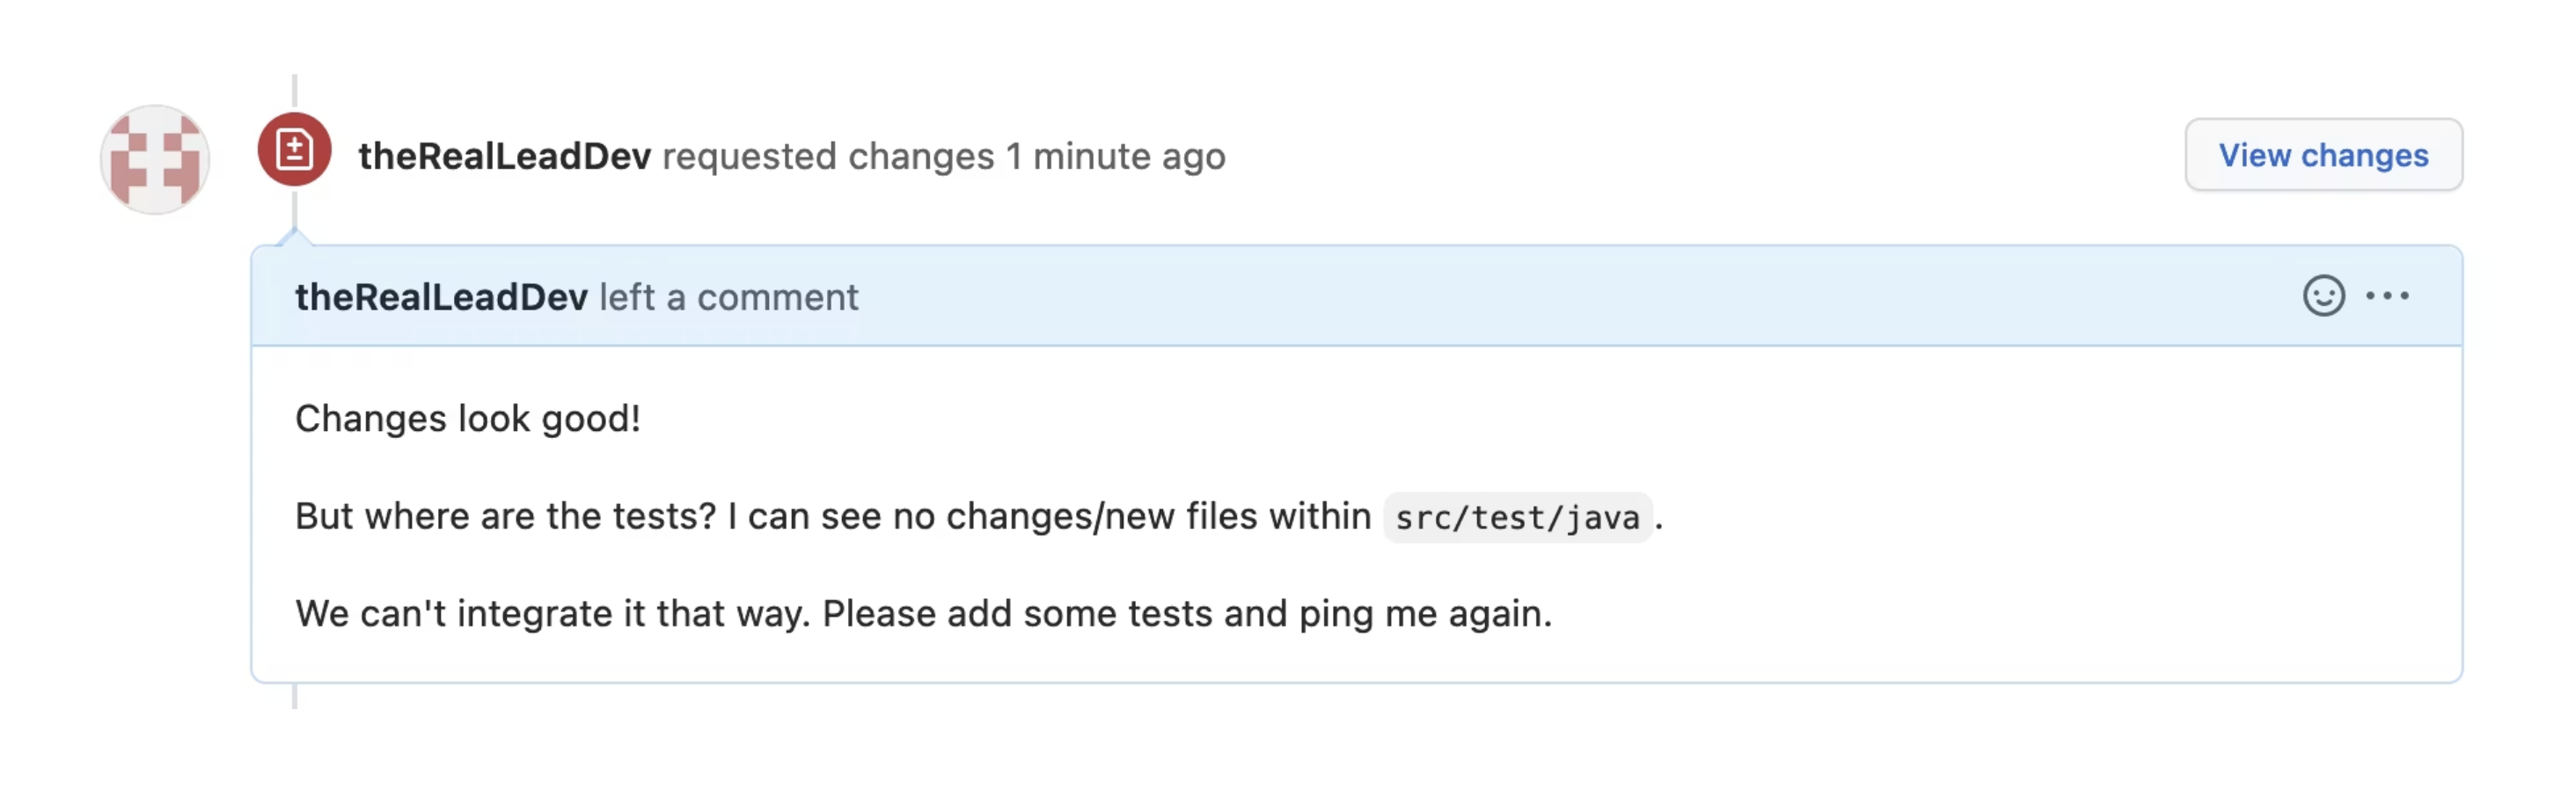 theRealLeadDev requested changes 1 minute ago
View changes
theRealLeadDev left a comment
Changes look good!
But where are the tests? I can see no changes/new files within src/test/java .
We can't integrate it that way. Please add some tests and ping me again.